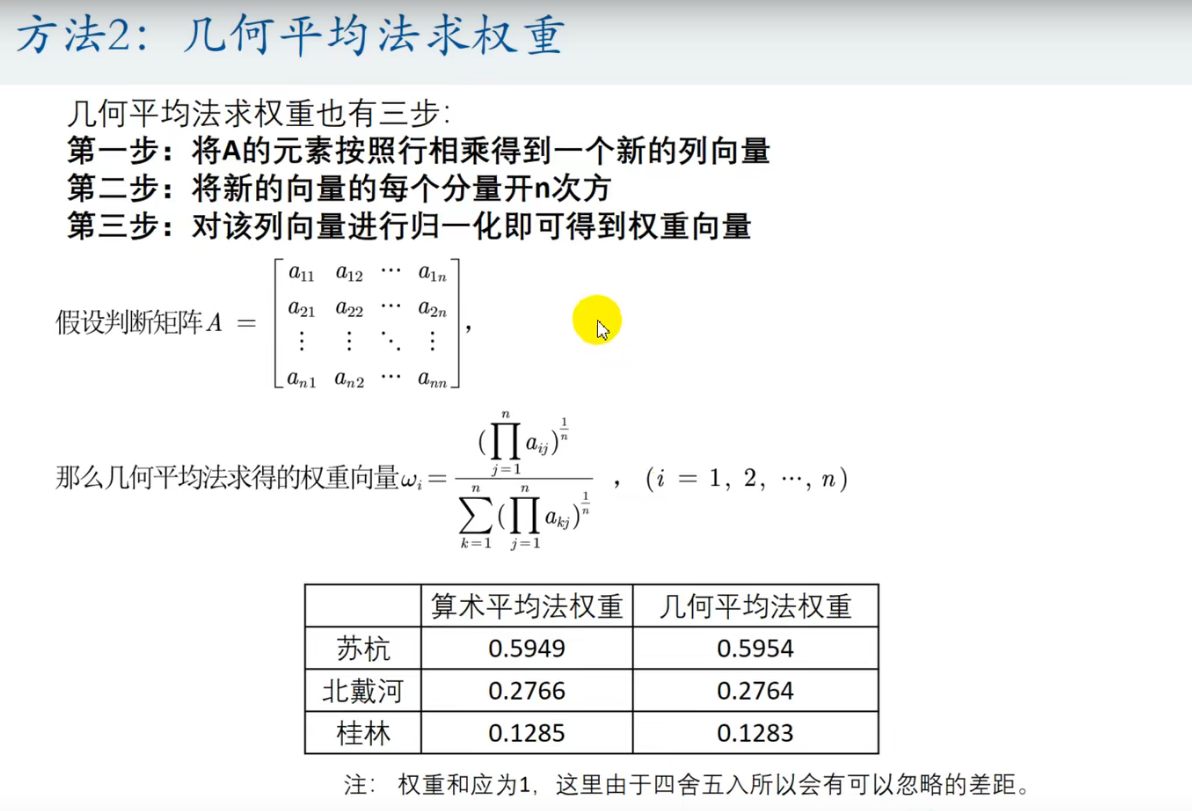 方法2：几何平均法求权重
几何平均法求权重也有三步：
第一步：将A的元素按照行相乘得到一个新的列向量
第二步：将新的向量的每个分量开n次方
第三步：对该列向量进行归一化即可得到权重向量
假设判断矩阵 $A = \begin{bmatrix} a_{11} & a_{12} & \cdots & a_{1n} \\ a_{21} & a_{22} & \cdots & a_{2n} \\ \vdots & \vdots & \ddots & \vdots \\ a_{n1} & a_{n2} & \cdots & a_{nn} \end{bmatrix}$，
那么几何平均法求得的权重向量 $\omega_i = \frac{(\prod_{j=1}^{n} a_{ij})^{\frac{1}{n}}}{\sum_{k=1}^{n} (\prod_{j=1}^{n} a_{kj})^{\frac{1}{n}}}$，$(i = 1, 2, \cdots, n)$
算术平均法权重 几何平均法权重
苏杭 0.5949 0.5954
北戴河 0.2766 0.2764
桂林 0.1285 0.1283
注： 权重和应为1，这里由于四舍五入所以会有可以忽略的差距。